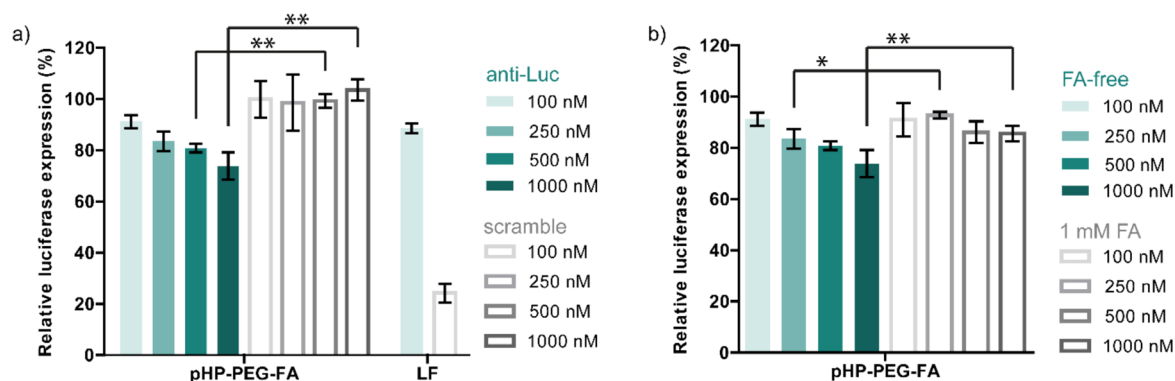 a)
Relative luciferase expression (%)
120
100
80
60
40
20
0
**
**
pHP-PEG-FA
LF
anti-Luc
100 nM
250 nM
500 nM
1000 nM
scramble
100 nM
250 nM
500 nM
1000 nM
b)
Relative luciferase expression (%)
120
100
80
60
40
20
0
*
**
pHP-PEG-FA
FA-free
100 nM
250 nM
500 nM
1000 nM
1 mM FA
100 nM
250 nM
500 nM
1000 nM